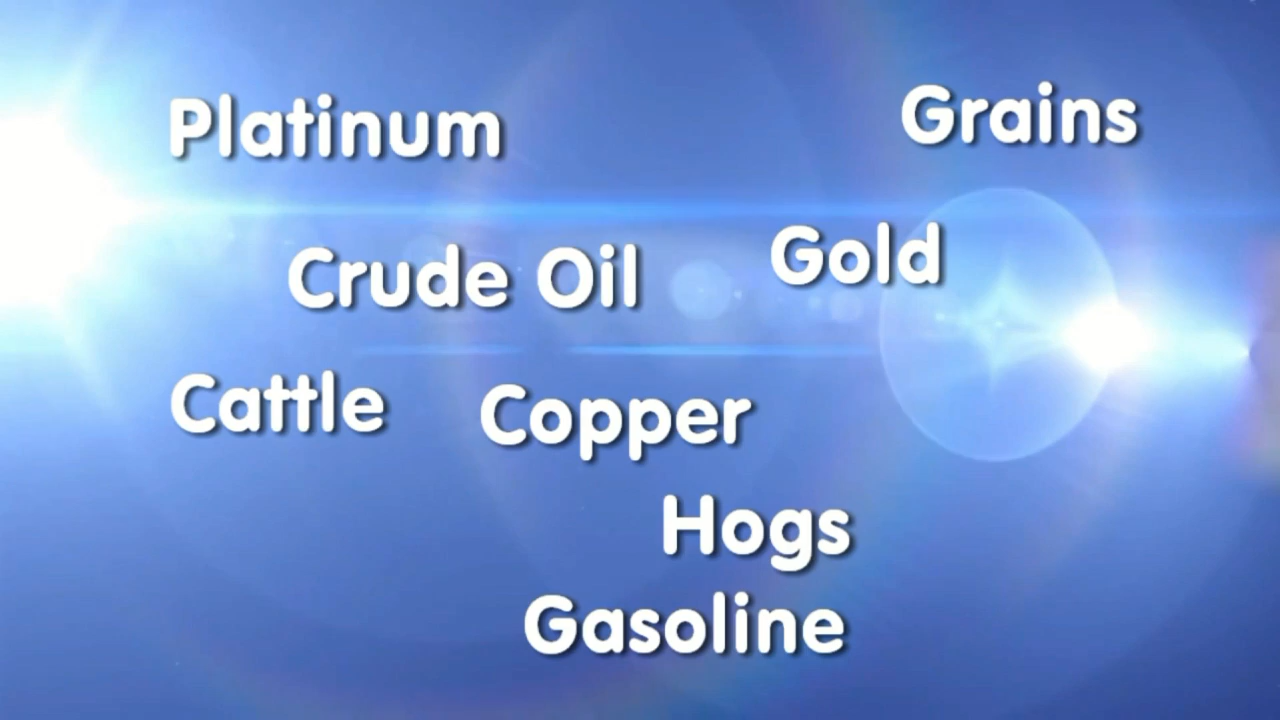 Platinum
Grains
Crude Oil
Gold
Cattle
Copper
Hogs
Gasoline